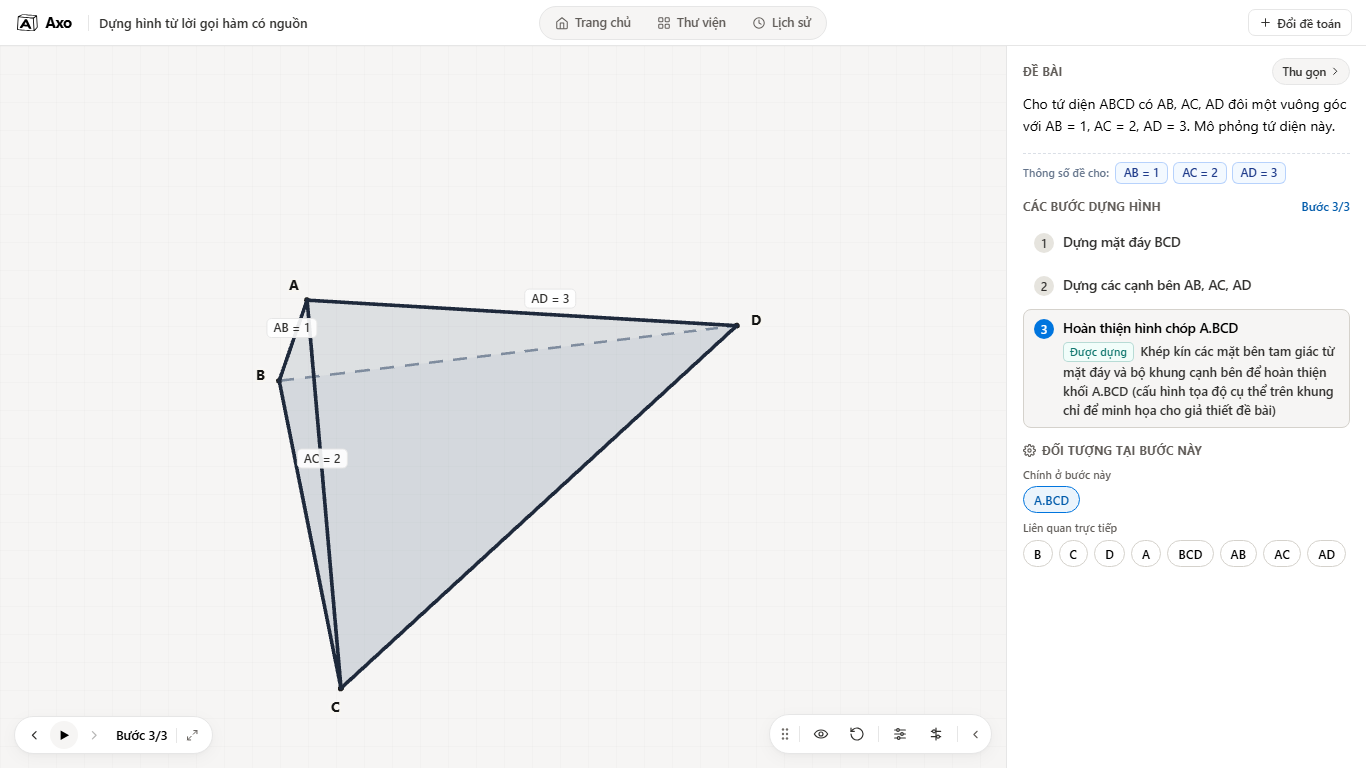 Axo
Dựng hình từ lời gọi hàm có nguồn
Trang chủ
Thư viện
Lịch sử
Đổi đề toán
ĐỀ BÀI
Thu gọn
Cho tứ diện ABCD có AB, AC, AD đôi một vuông góc
với AB = 1, AC = 2, AD = 3. Mô phỏng tứ diện này.
Thông số đề cho: AB = 1 AC = 2 AD = 3
CÁC BƯỚC DỰNG HÌNH
Bước 3/3
1 Dựng mặt đáy BCD
2 Dựng các cạnh bên AB, AC, AD
3 Hoàn thiện hình chóp A.BCD
Được dựng Khép kín các mặt bên tam giác từ
mặt đáy và bộ khung cạnh bên để hoàn thiện
khối A.BCD (cấu hình tọa độ cụ thể trên khung
chỉ để minh họa cho giả thiết đề bài)
ĐỐI TƯỢNG TẠI BƯỚC NÀY
Chính ở bước này
A.BCD
Liên quan trực tiếp
B C D A BCD AB AC AD
A
AD = 3
D
AB = 1
B
AC = 2
C
Bước 3/3